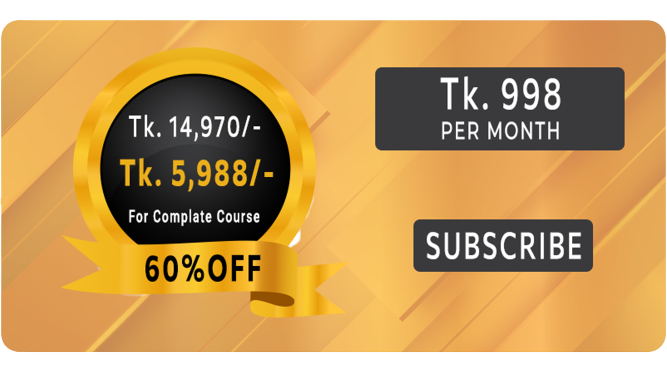 Tk. 14,970/-
Tk. 5,988/-
For Complate Course
60%OFF
Tk. 998
PER MONTH
SUBSCRIBE